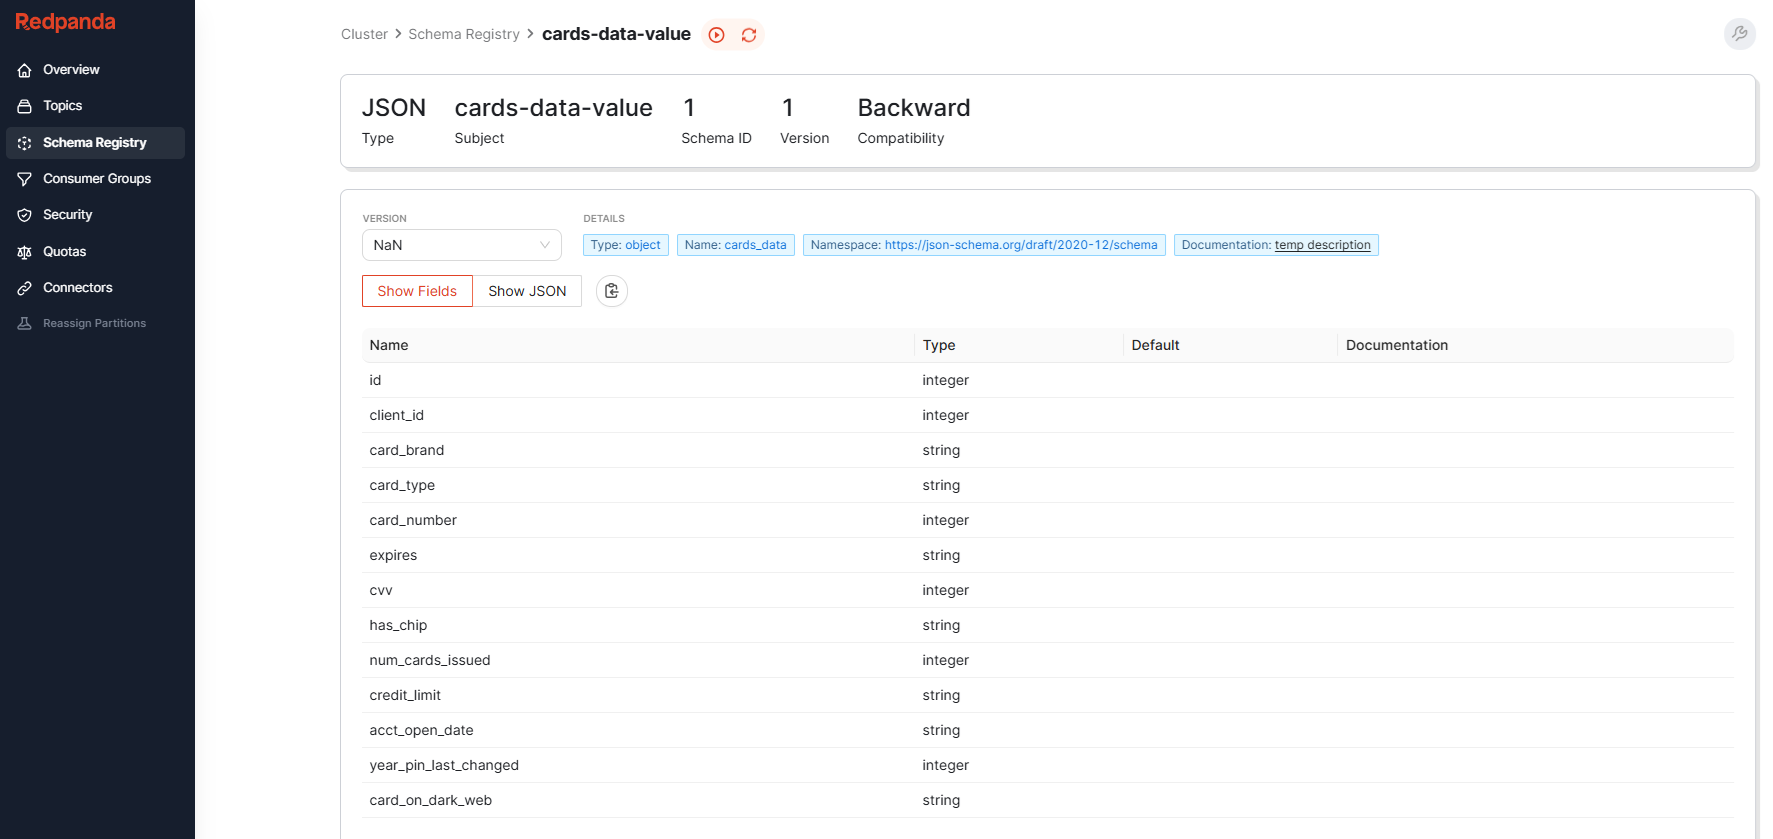 Redpanda
Overview
Topics
Schema Registry
Consumer Groups
Security
Quotas
Connectors
Reassign Partitions
Cluster > Schema Registry > cards-data-value
JSON cards-data-value 1 1 Backward
Type Subject Schema ID Version Compatibility
VERSION DETAILS
NaN Type: object Name: cards_data Namespace: https://json-schema.org/draft/2020-12/schema Documentation: temp description
Show Fields Show JSON
Name Type Default Documentation
id integer
client_id integer
card_brand string
card_type string
card_number integer
expires string
cvv integer
has_chip string
num_cards_issued integer
credit_limit string
acct_open_date string
year_pin_last_changed integer
card_on_dark_web string